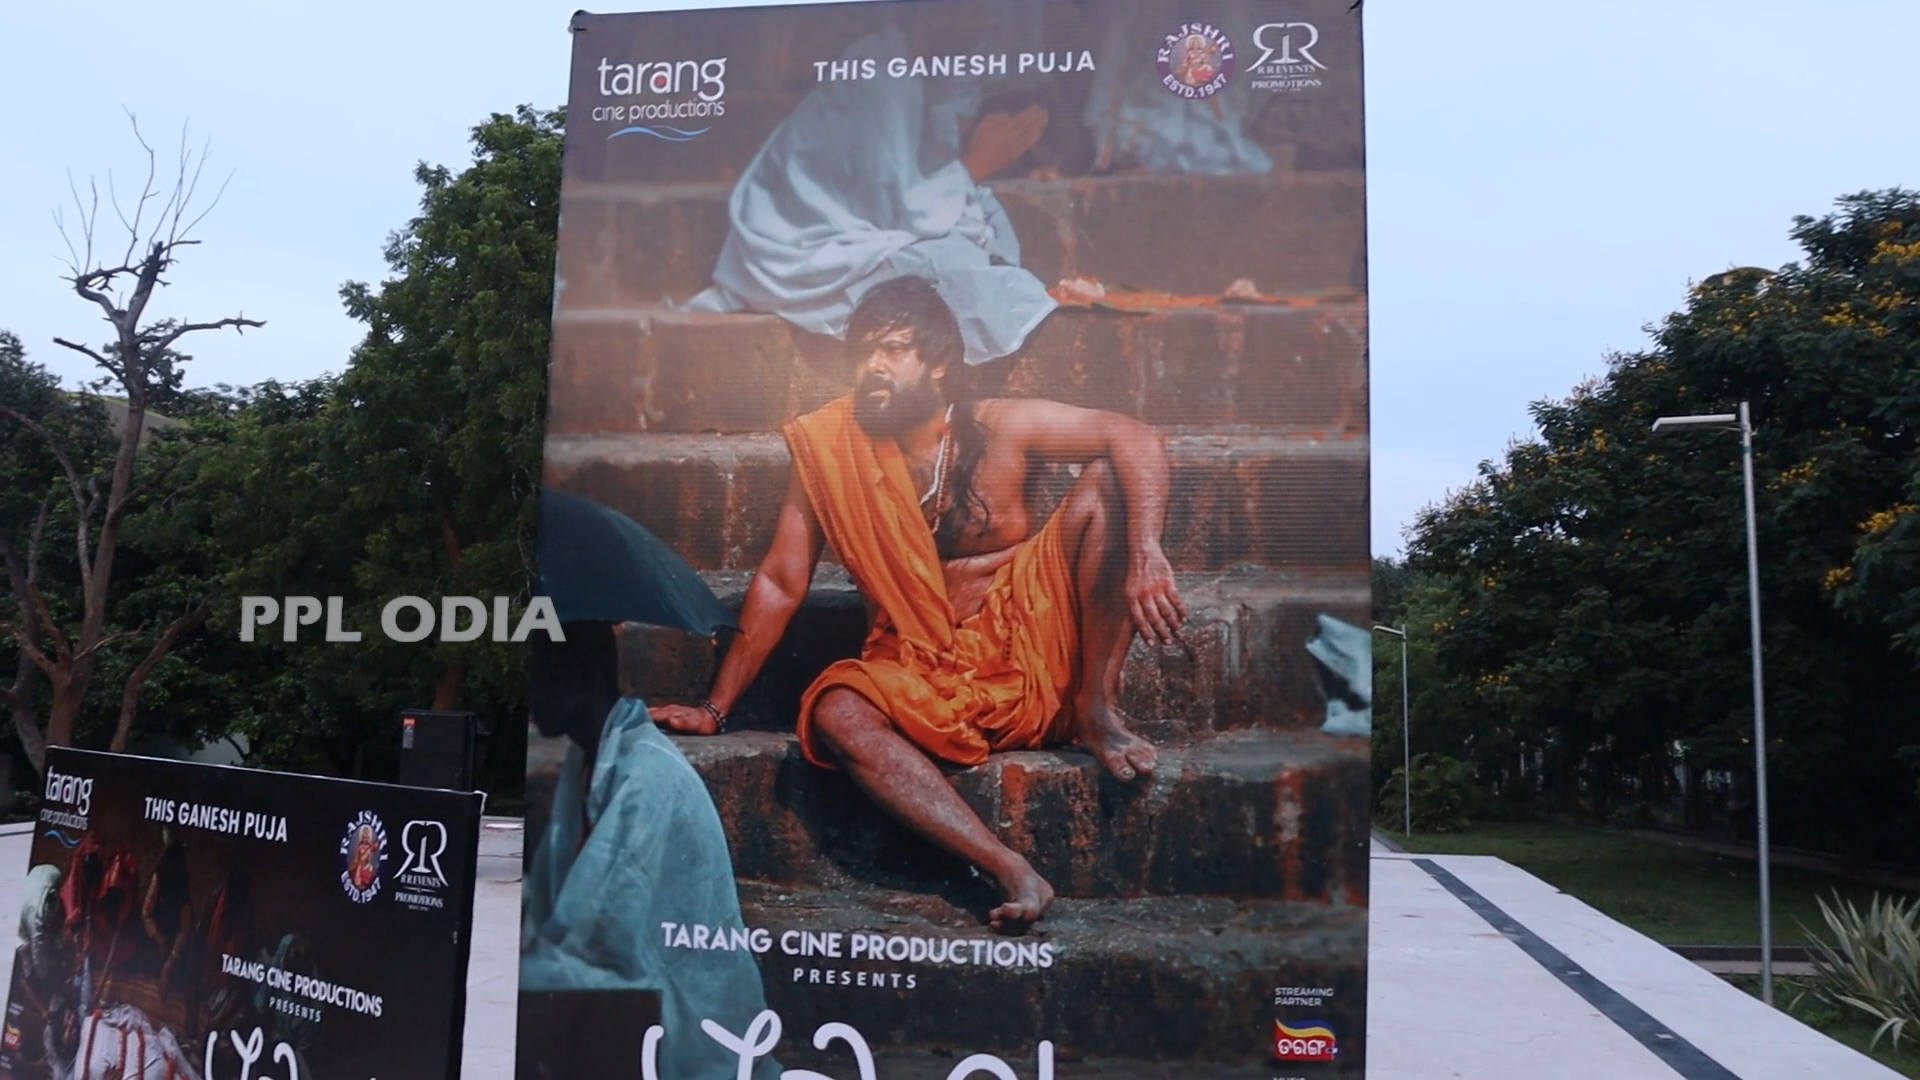 tarang
cine productions
THIS GANESH PUJA
RAJSHRI
ESTD.1947
RR
R R EVENTS
&
PROMOTIONS
PPL ODIA
TARANG CINE PRODUCTIONS
PRESENTS
STREAMING
PARTNER
ତରଙ୍ଗ+
tarang
cine productions
THIS GANESH PUJA
RAJSHRI
ESTD.1947
RR
R R EVENTS
&
PROMOTIONS
TARANG CINE PRODUCTIONS
PRESENTS